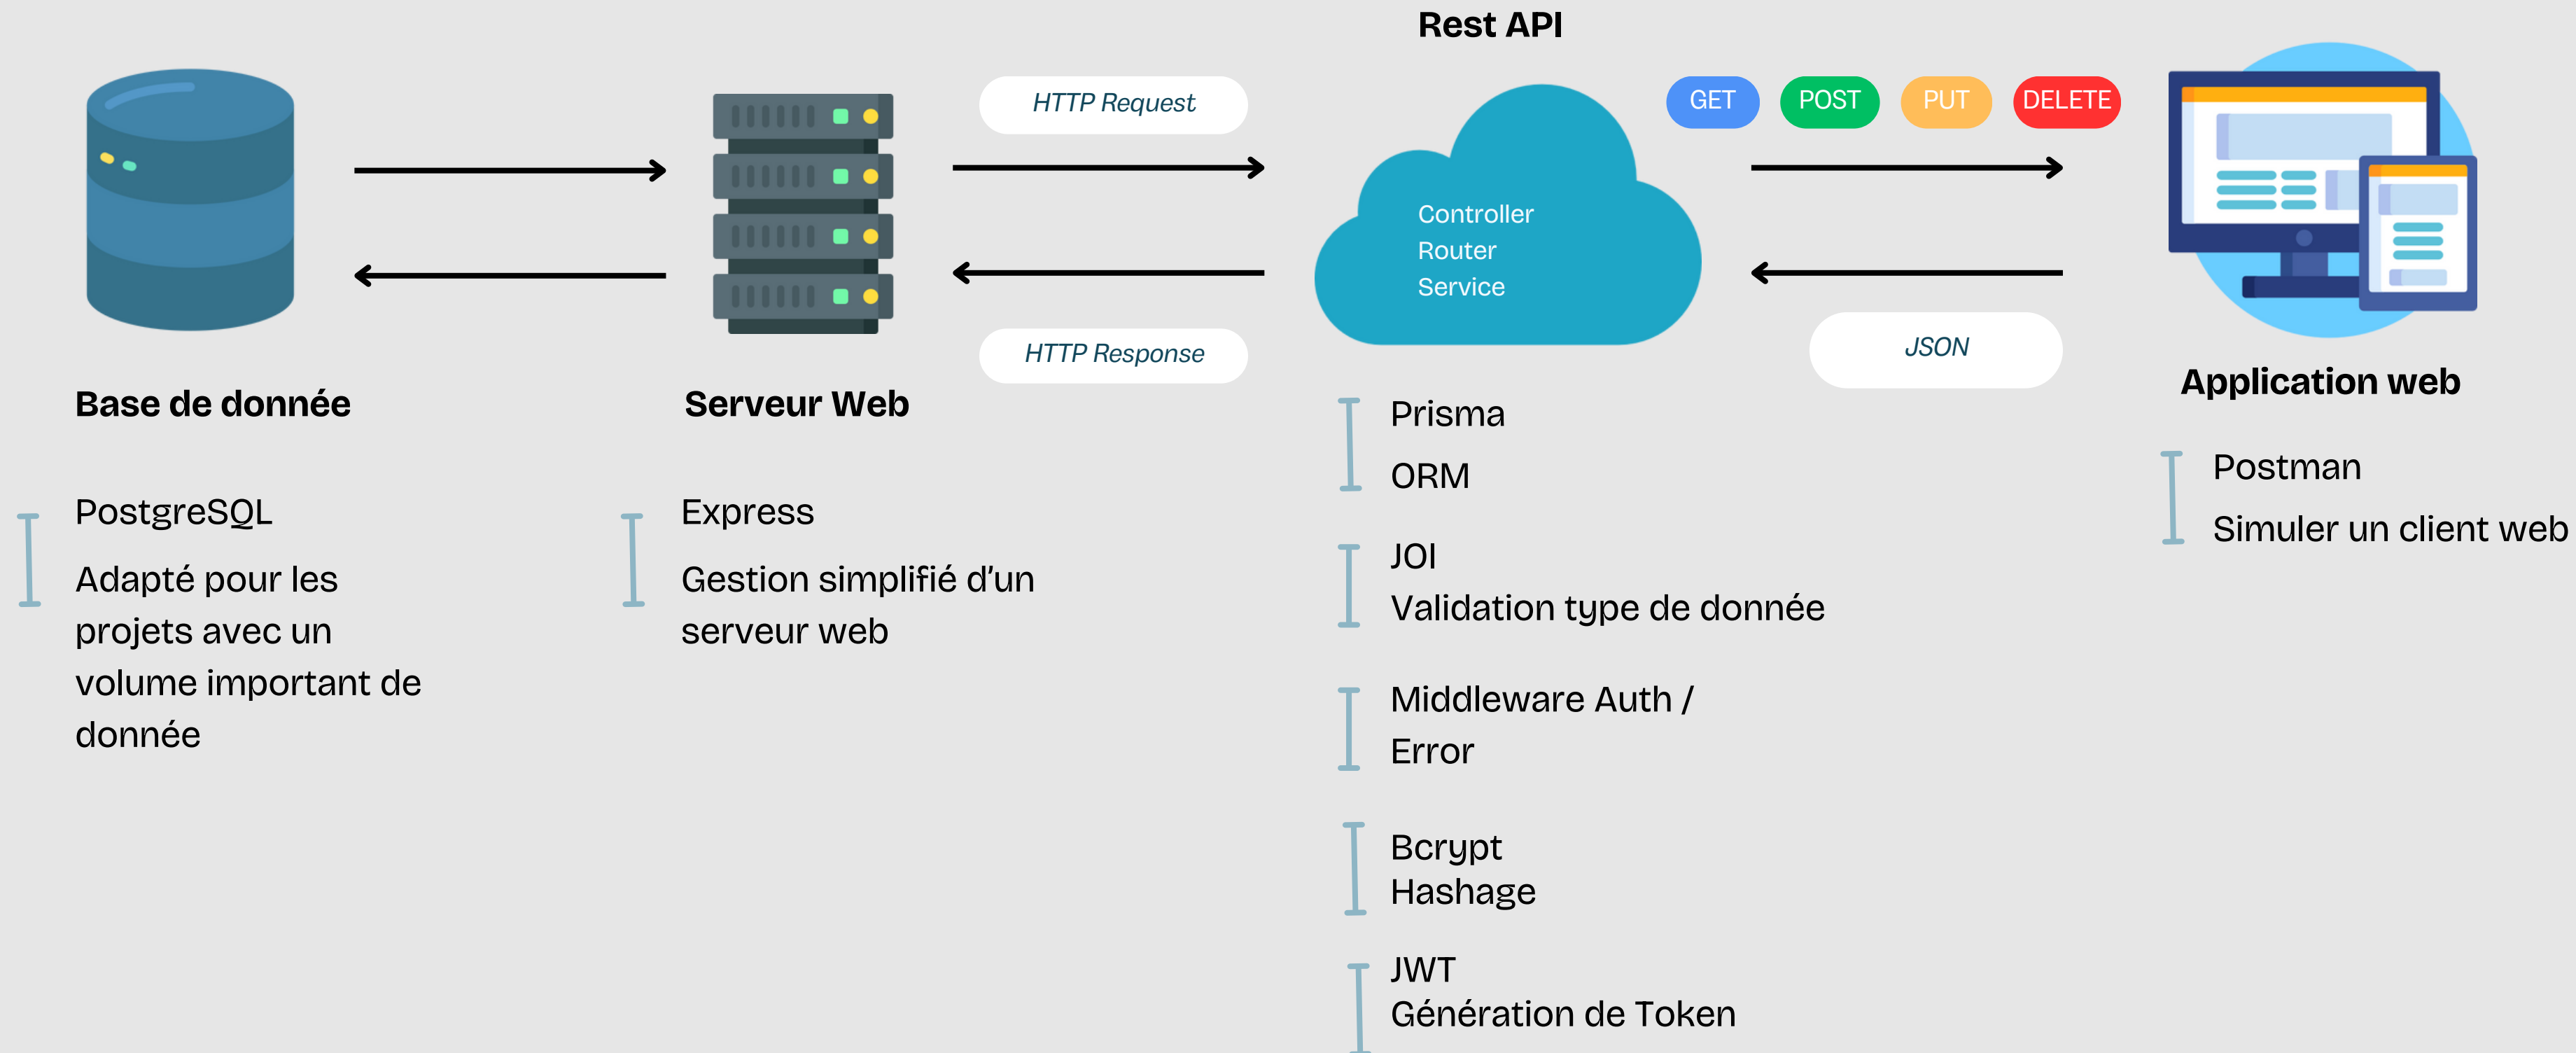 Rest API
HTTP Request
GET
POST
PUT
DELETE
Controller
Router
Service
HTTP Response
JSON
Base de donnée
PostgreSQL
Adapté pour les
projets avec un
volume important de
donnée
Serveur Web
Express
Gestion simplifié d’un
serveur web
Prisma
ORM
JOI
Validation type de donnée
Middleware Auth /
Error
Bcrypt
Hashage
JWT
Génération de Token
Application web
Postman
Simuler un client web